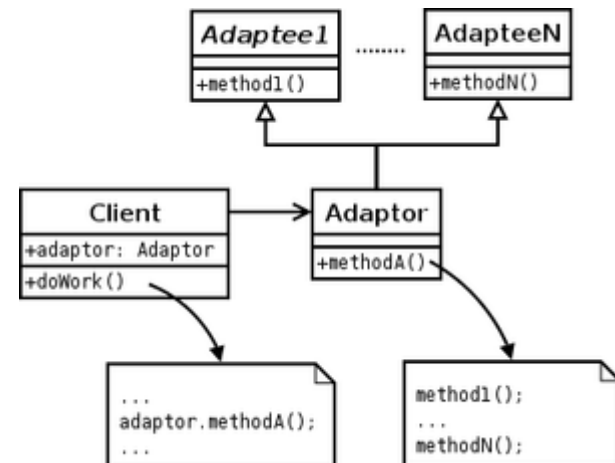 Adaptee1
+method1()
........
AdapteeN
+methodN()
Client
+adaptor: Adaptor
+doWork()
Adaptor
+methodA()
...
adaptor.methodA();
...
method1();
...
methodN();